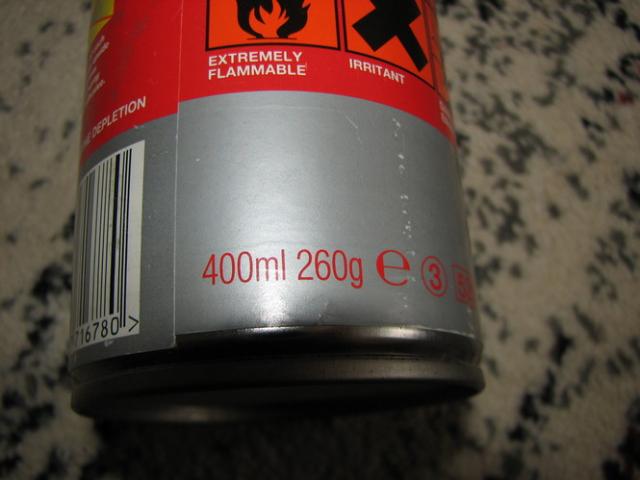 EXTREMELY
FLAMMABLE
IRRITANT
DEPLETION
400ml 260g e 3
716780 >